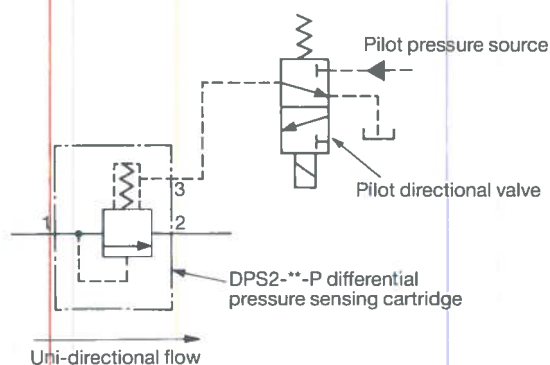 Pilot pressure source
Pilot directional valve
3
1
2
DPS2-**-P differential
pressure sensing cartridge
Uni-directional flow